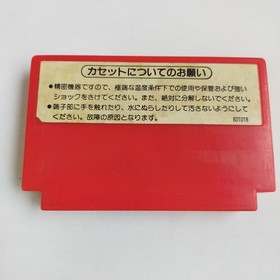 カセットについてのお願い
●精密機器ですので、極端な温度条件下での使用や保管および強い
ショックをさけてください。また、絶対に分解しないでください。
●端子部に手を触れたり、水にぬらしたりして汚さないようにして
ください。故障の原因となります。